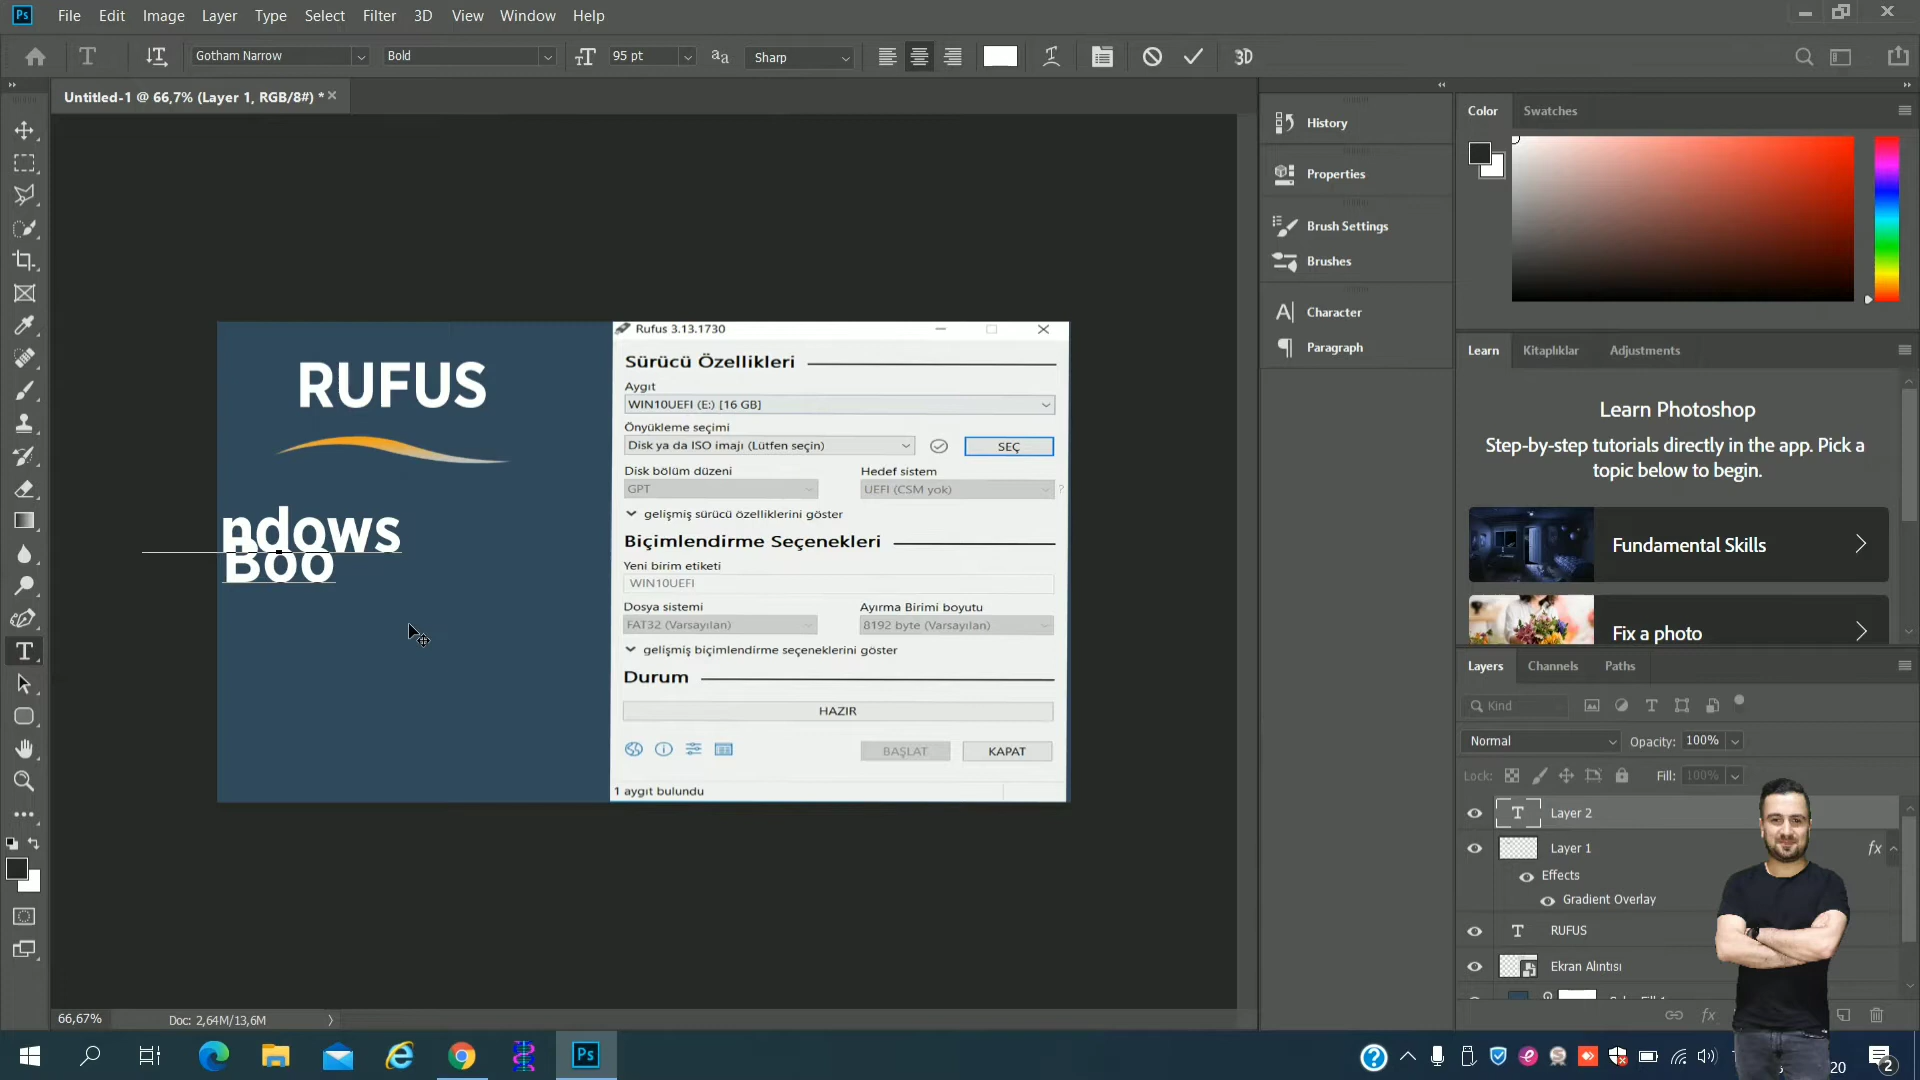 Ps File Edit Image Layer Type Select Filter 3D View Window Help
T Gotham Narrow Bold 95 pt Sharp 3D
Untitled-1 @ 66,7% (Layer 1, RGB/8#) *
RUFUS
ndows
Boo
Rufus 3.13.1730
Sürücü Özellikleri
Aygıt
WIN10UEFI (E:) [16 GB]
Önyükleme seçimi
Disk ya da ISO imajı (Lütfen seçin)
SEÇ
Disk bölüm düzeni
Hedef sistem
GPT
UEFI (CSM yok)
?
gelişmiş sürücü özelliklerini göster
Biçimlendirme Seçenekleri
Yeni birim etiketi
WIN10UEFI
Dosya sistemi
Ayırma Birimi boyutu
FAT32 (Varsayılan)
8192 byte (Varsayılan)
gelişmiş biçimlendirme seçeneklerini göster
Durum
HAZIR
BAŞLAT
KAPAT
1 aygıt bulundu
History
Properties
Brush Settings
Brushes
Character
Paragraph
Color Swatches
Learn Kitaplıklar Adjustments
Learn Photoshop
Step-by-step tutorials directly in the app. Pick a
topic below to begin.
Fundamental Skills
Fix a photo
Layers Channels Paths
Kind
Normal Opacity: 100%
Lock: Fill: 100%
Layer 2
Layer 1 fx
Effects
Gradient Overlay
RUFUS
Ekran Alıntısı
66,67% Doc: 2,64M/13,6M
fx
Ps
20
2